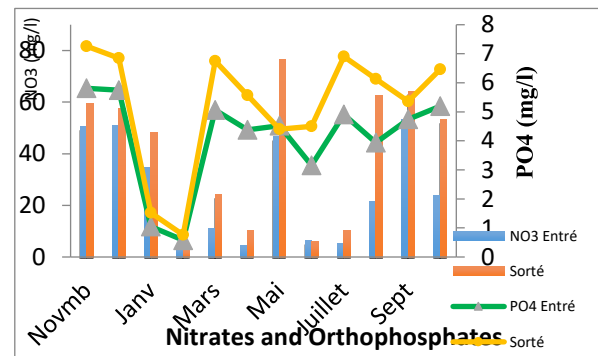 NO3 (mg/l)
80
60
40
20
0
8
7
6
5
4
3
2
1
0
PO4 (mg/l)
Novmb
Janv
Mars
Mai
Juillet
Sept
Nitrates and Orthophosphates
NO3 Entré
Sorté
PO4 Entré
Sorté